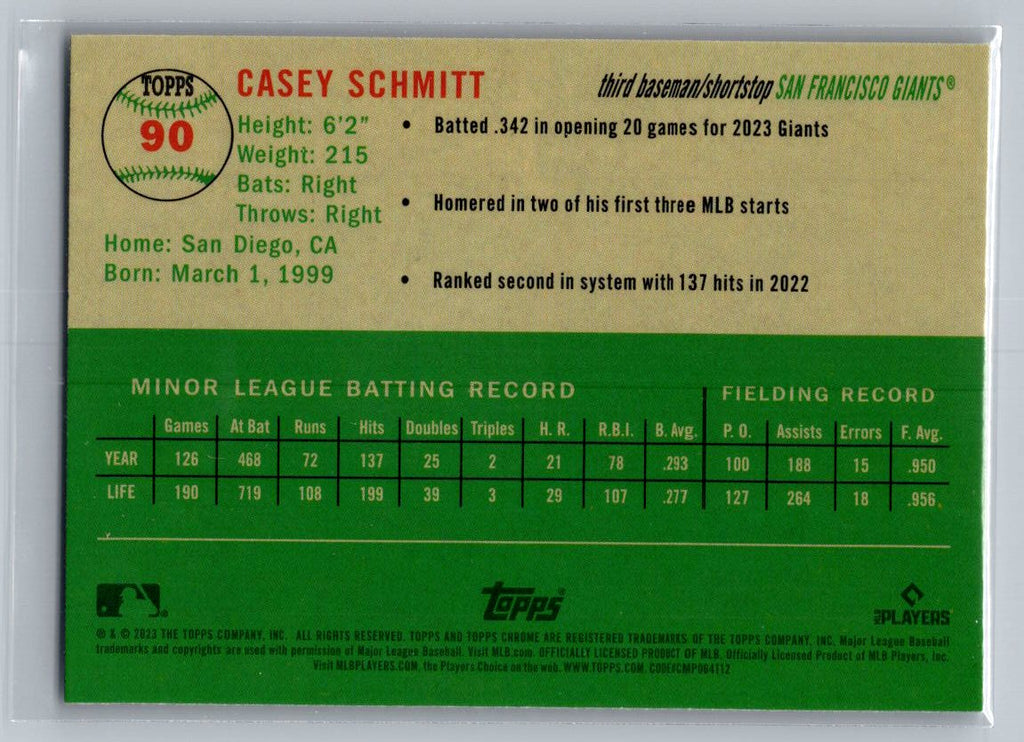 TOPPS
90
CASEY SCHMITT
third baseman/shortstop SAN FRANCISCO GIANTS®
Height: 6'2"
Weight: 215
Bats: Right
Throws: Right
Home: San Diego, CA
Born: March 1, 1999
• Batted .342 in opening 20 games for 2023 Giants
• Homered in two of his first three MLB starts
• Ranked second in system with 137 hits in 2022
MINOR LEAGUE BATTING RECORD FIELDING RECORD
Games At Bat Runs Hits Doubles Triples H. R. R.B.I. B. Avg. P. O. Assists Errors F. Avg.
YEAR 126 468 72 137 25 2 21 78 .293 100 188 15 .950
LIFE 190 719 108 199 39 3 29 107 .277 127 264 18 .956
topps®
MLB PLAYERS
® & © 2023 THE TOPPS COMPANY, INC. ALL RIGHTS RESERVED. TOPPS AND TOPPS CHROME ARE REGISTERED TRADEMARKS OF THE TOPPS COMPANY, INC. Major League Baseball
trademarks and copyrights are used with permission of Major League Baseball. Visit MLB.com. OFFICIALLY LICENSED PRODUCT OF MLB. Officially Licensed Product of MLB Players, Inc.
Visit MLBPLAYERS.COM, the Players Choice on the web. WWW.TOPPS.COM. CODE#CMP064112